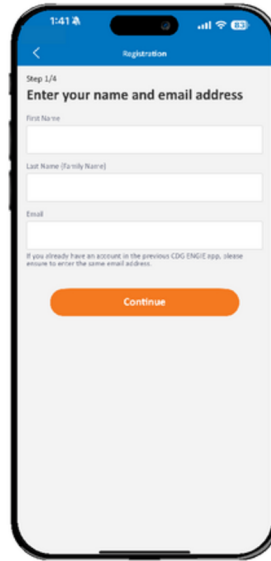 1:41
83
Registration
Step 1/4
Enter your name and email address
First Name
Last Name (Family Name)
Email
If you already have an account in the previous CDG ENGIE app, please
ensure to enter the same email address.
Continue